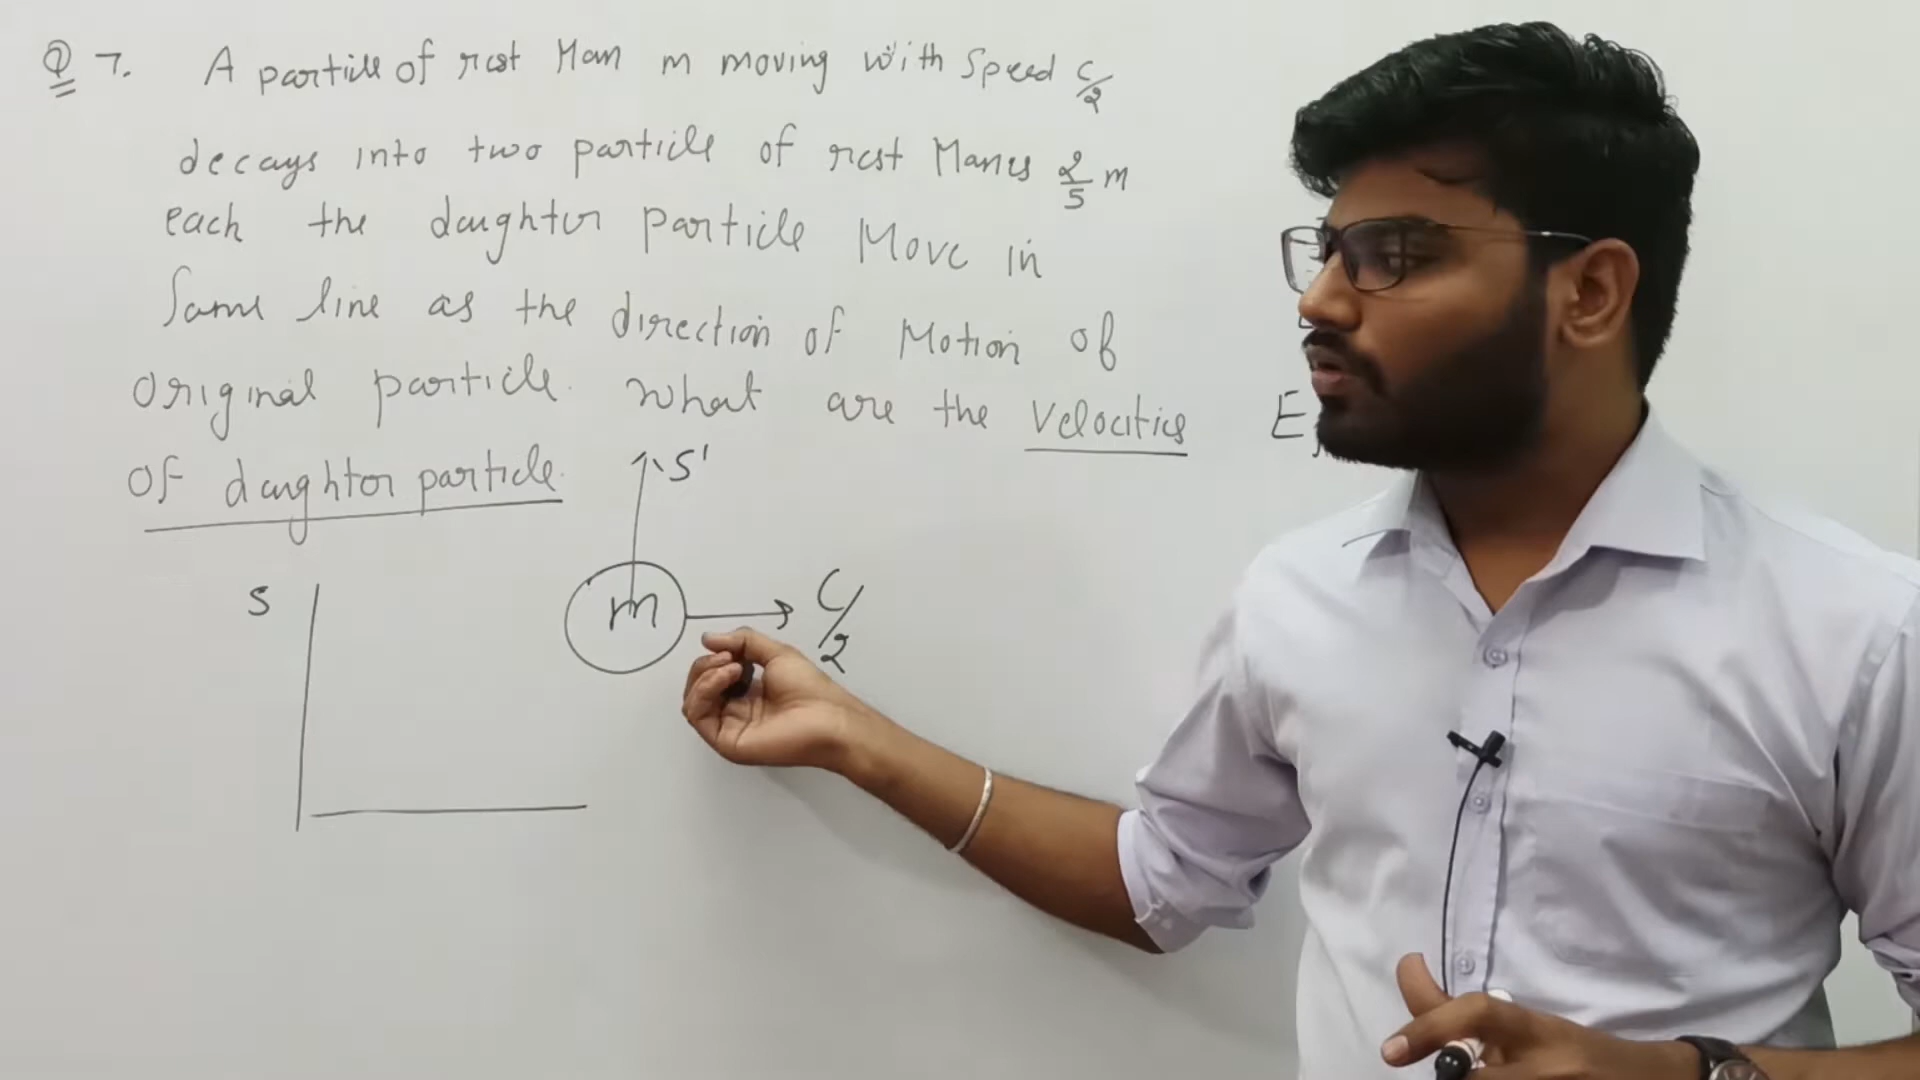 Q 7. A particle of rest Mass m moving with Speed c/2
decays into two particle of rest Masses 2/5 m
each the daughter particle Move in
Same line as the direction of Motion of
original particle. What are the Velocities
of daughter particle.
S'
S
m
C/2
E